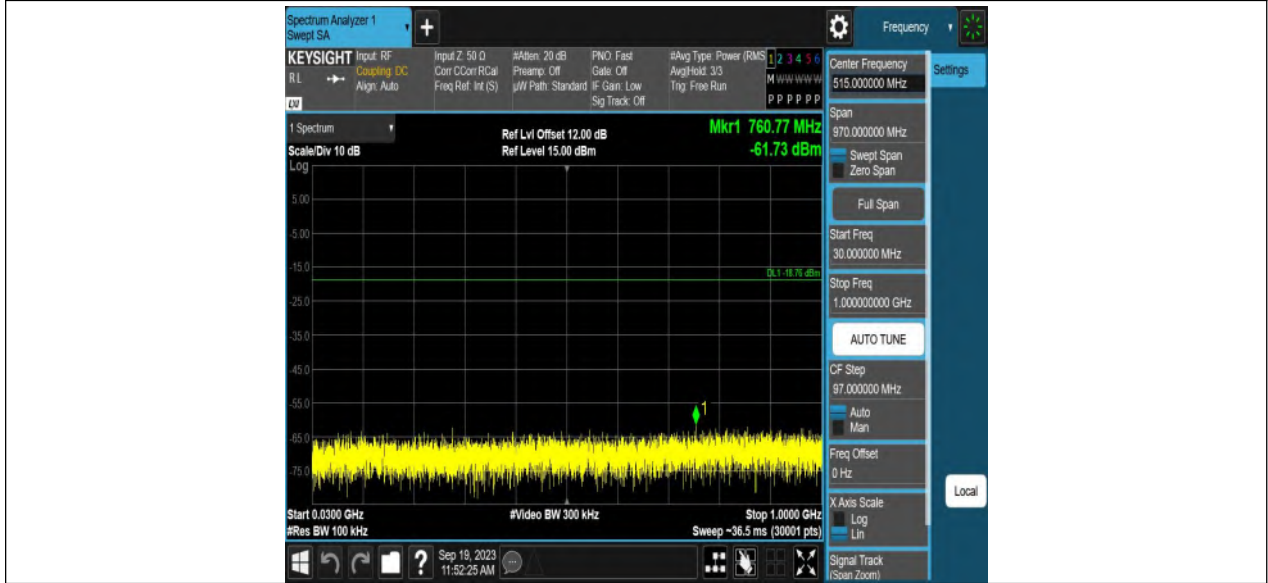 Spectrum Analyzer 1
Swept SA
+
Frequency
KEYSIGHT
RL
LXI
Input: RF
Coupling: DC
Align: Auto
Input Z: 50 Ω
Corr CCorr RCal
Freq Ref: Int (S)
#Atten: 20 dB
Preamp: Off
µW Path: Standard
PNO: Fast
Gate: Off
IF Gain: Low
Sig Track: Off
#Avg Type: Power (RMS
Avg|Hold: 3/3
Trig: Free Run
1 2 3 4 5 6
M W W W W W
P P P P P P
1 Spectrum
Scale/Div 10 dB
Log
Ref Lvl Offset 12.00 dB
Ref Level 15.00 dBm
Mkr1 760.77 MHz
-61.73 dBm
5.00
-5.00
-15.0
DL1 -18.76 dBm
-25.0
-35.0
-45.0
-55.0
1
-65.0
-75.0
Start 0.0300 GHz
#Res BW 100 kHz
#Video BW 300 kHz
Stop 1.0000 GHz
Sweep ~36.5 ms (30001 pts)
?
Sep 19, 2023
11:52:25 AM
Center Frequency
515.000000 MHz
Span
970.000000 MHz
Swept Span
Zero Span
Full Span
Start Freq
30.000000 MHz
Stop Freq
1.000000000 GHz
AUTO TUNE
CF Step
97.000000 MHz
Auto
Man
Freq Offset
0 Hz
X Axis Scale
Log
Lin
Signal Track
(Span Zoom)
Settings
Local